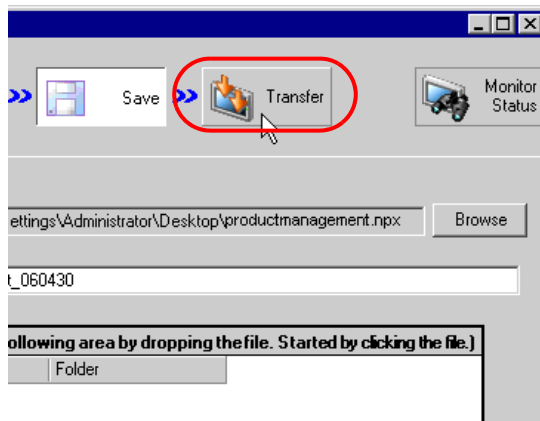 Save
Transfer
Monitor
Status
ettings\Administrator\Desktop\productmanagement.npx
Browse
t_060430
ollowing area by dropping the file. Started by clicking the file.)
Folder